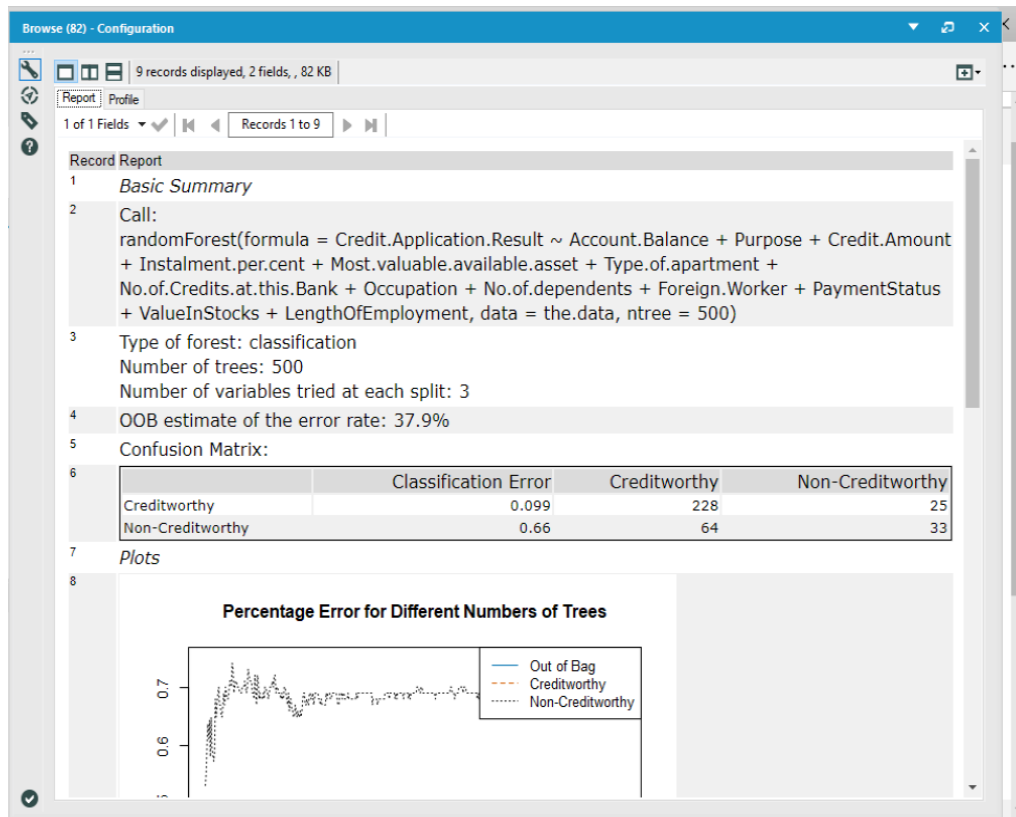 Browse (82) - Configuration
9 records displayed, 2 fields, , 82 KB
Report Profile
1 of 1 Fields Records 1 to 9
Record Report
1 Basic Summary
2 Call:
randomForest(formula = Credit.Application.Result ~ Account.Balance + Purpose + Credit.Amount
+ Instalment.per.cent + Most.valuable.available.asset + Type.of.apartment +
No.of.Credits.at.this.Bank + Occupation + No.of.dependents + Foreign.Worker + PaymentStatus
+ ValueInStocks + LengthOfEmployment, data = the.data, ntree = 500)
3 Type of forest: classification
Number of trees: 500
Number of variables tried at each split: 3
4 OOB estimate of the error rate: 37.9%
5 Confusion Matrix:
6 Classification Error Creditworthy Non-Creditworthy
Creditworthy 0.099 228 25
Non-Creditworthy 0.66 64 33
7 Plots
8
Percentage Error for Different Numbers of Trees
Out of Bag
Creditworthy
Non-Creditworthy
0.7
0.6